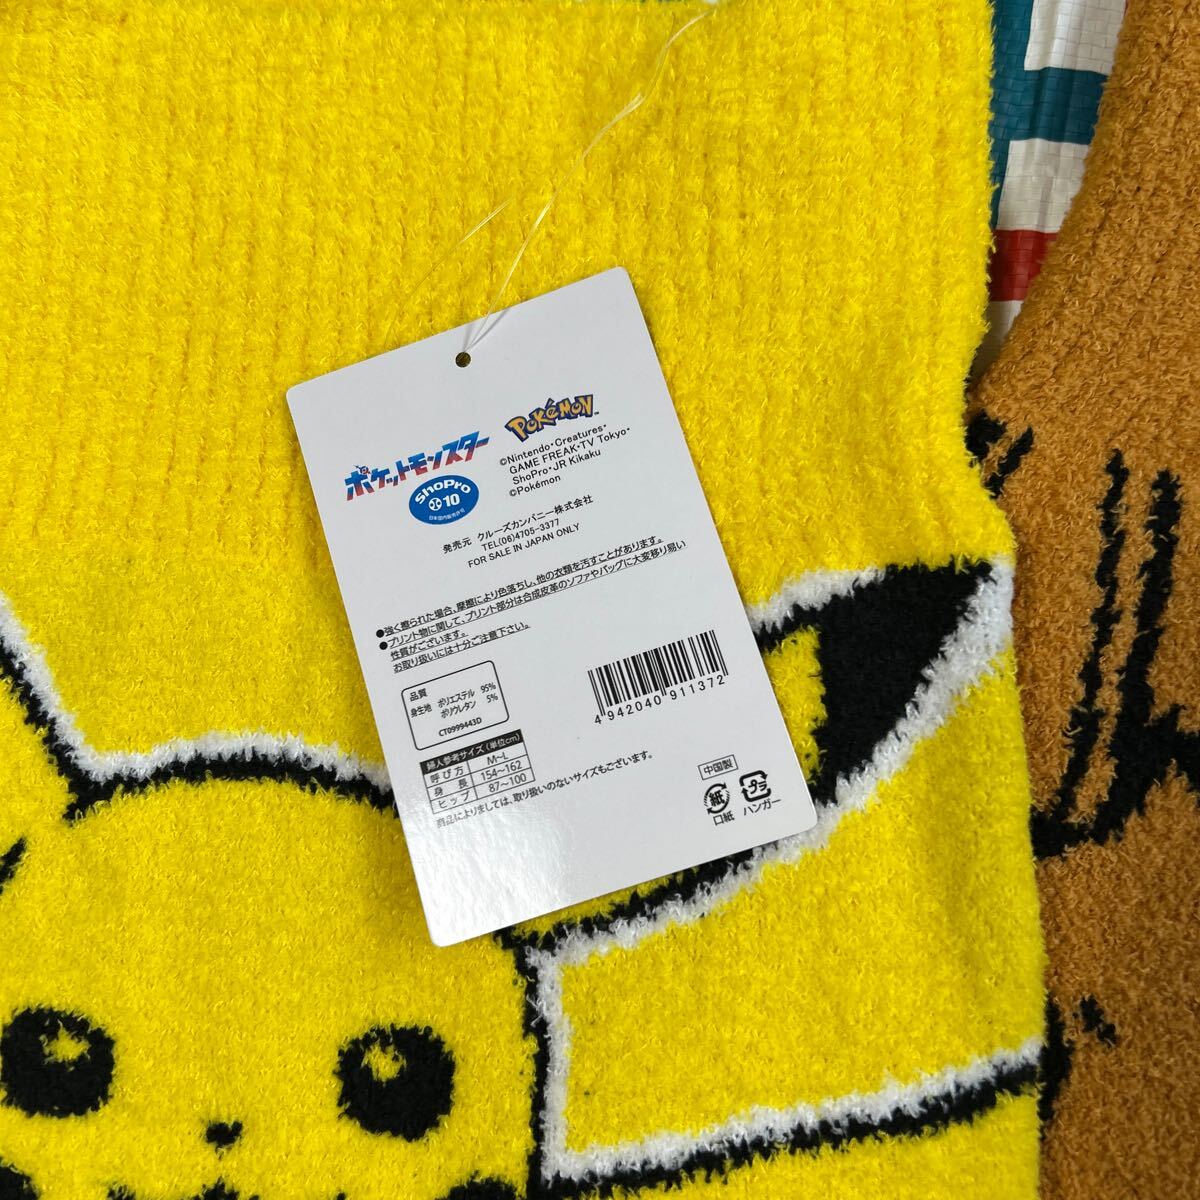 ポケットモンスター
POKéMON™
©Nintendo・Creatures・
GAME FREAK・TV Tokyo・
ShoPro・JR Kikaku
©Pokémon
ShoPro
10
日本国内販売許可
発売元 クルーズカンパニー株式会社
TEL(06)4705-3377
FOR SALE IN JAPAN ONLY
●強く擦られた場合、摩擦により色落ちし、他の衣類を汚すことがあります。
●プリント物に関して、プリント部分は合成皮革のソファやバッグに大変移り易い
性質がございます。
お取り扱いには十分ご注意下さい。
品質
身生地 ポリエステル 95%
ポリウレタン 5%
CT0999443D
4 942040 911372
婦人参考サイズ(単位cm)
呼び方 M~L
身長 154~162
ヒップ 87~100
商品によりましては、取り扱いのないサイズもございます。
中国製
紙 プラ
口紙 ハンガー